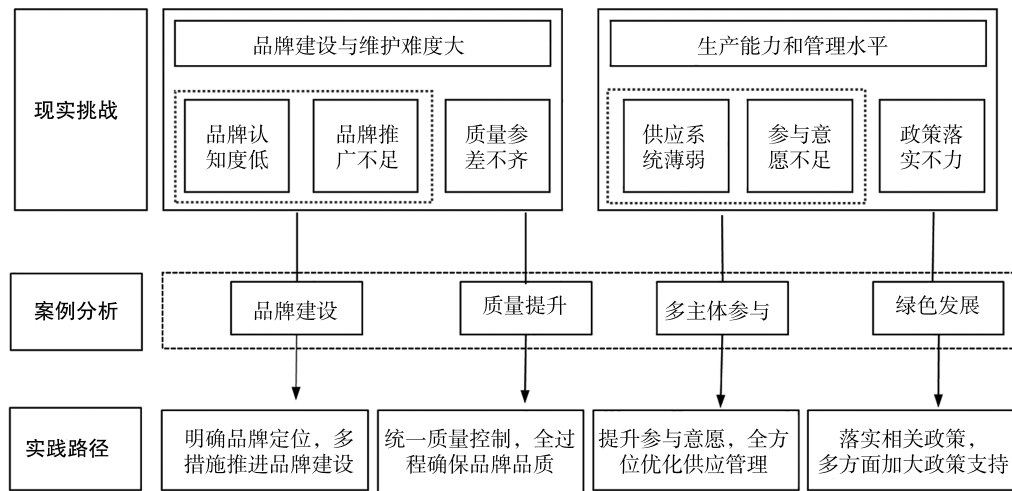 现实挑战
品牌建设与维护难度大
品牌认
知度低
品牌推
广不足
质量参
差不齐
生产能力和管理水平
供应系
统薄弱
参与意
愿不足
政策落
实不力
案例分析
品牌建设
质量提升
多主体参与
绿色发展
实践路径
明确品牌定位，多
措施推进品牌建设
统一质量控制，全过
程确保品牌品质
提升参与意愿，全方
位优化供应管理
落实相关政策，
多方面加大政策支持